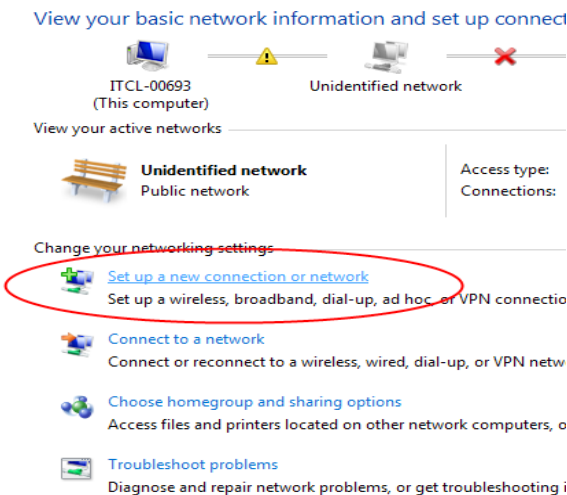 View your basic network information and set up connect
ITCL-00693
(This computer)
Unidentified network
View your active networks
Unidentified network
Public network
Access type:
Connections:
Change your networking settings
Set up a new connection or network
Set up a wireless, broadband, dial-up, ad hoc, or VPN connectio
Connect to a network
Connect or reconnect to a wireless, wired, dial-up, or VPN netw
Choose homegroup and sharing options
Access files and printers located on other network computers, o
Troubleshoot problems
Diagnose and repair network problems, or get troubleshooting i